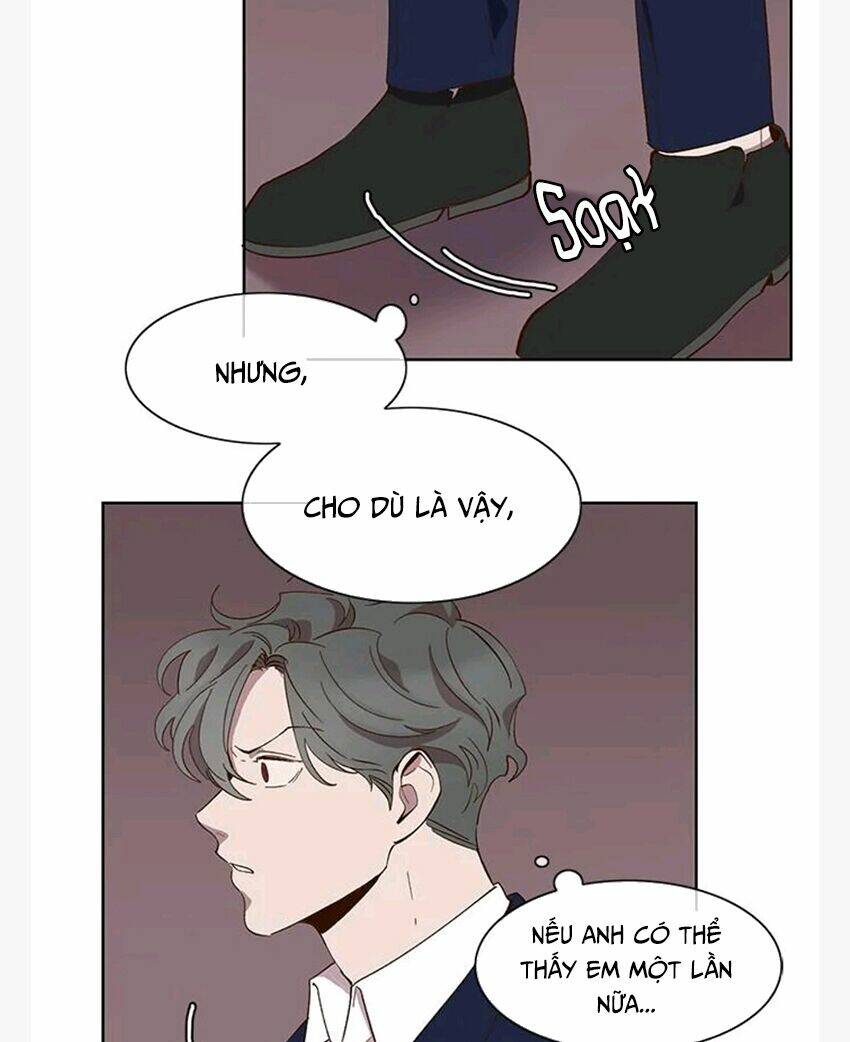 Soạt
NHƯNG,
CHO DÙ LÀ VẬY,
NẾU ANH CÓ THỂ
THẤY EM MỘT LẦN
NỮA...